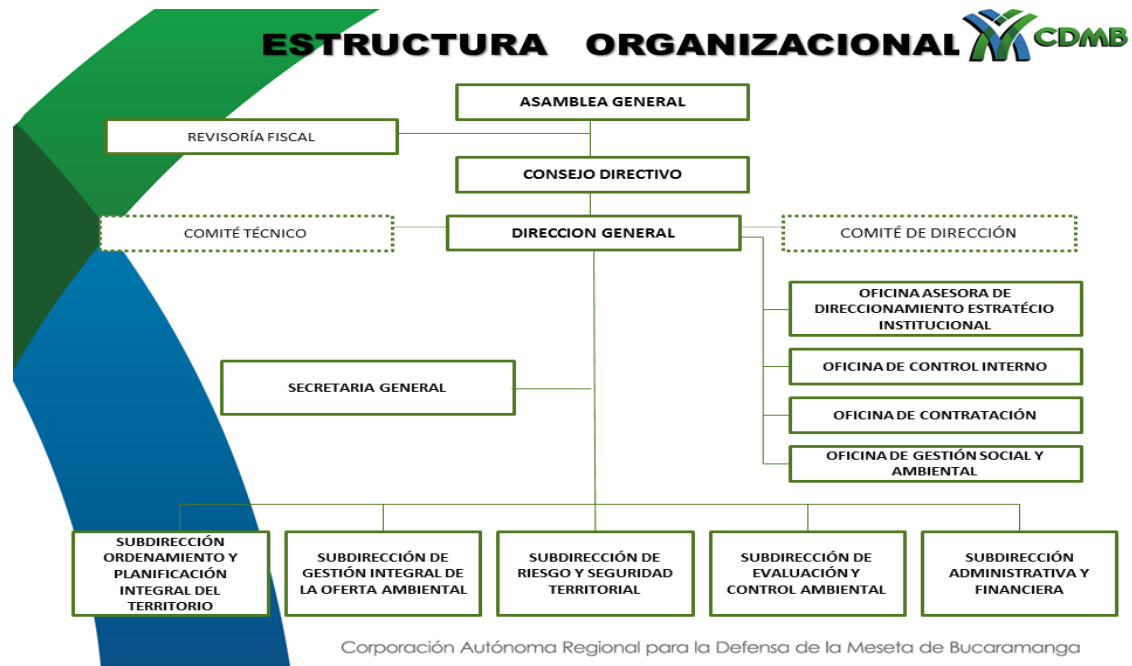 ESTRUCTURA ORGANIZACIONAL
CDMB
ASAMBLEA GENERAL
REVISORÍA FISCAL
CONSEJO DIRECTIVO
COMITÉ TÉCNICO
DIRECCION GENERAL
COMITÉ DE DIRECCIÓN
OFICINA ASESORA DE
DIRECCIONAMIENTO ESTRATÉCIO
INSTITUCIONAL
OFICINA DE CONTROL INTERNO
SECRETARIA GENERAL
OFICINA DE CONTRATACIÓN
OFICINA DE GESTIÓN SOCIAL Y
AMBIENTAL
SUBDIRECCIÓN
ORDENAMIENTO Y
PLANIFICACIÓN
INTEGRAL DEL
TERRITORIO
SUBDIRECCIÓN DE
GESTIÓN INTEGRAL DE
LA OFERTA AMBIENTAL
SUBDIRECCIÓN DE
RIESGO Y SEGURIDAD
TERRITORIAL
SUBDIRECCIÓN DE
EVALUACIÓN Y
CONTROL AMBIENTAL
SUBDIRECCIÓN
ADMINISTRATIVA Y
FINANCIERA
Corporación Autónoma Regional para la Defensa de la Meseta de Bucaramanga